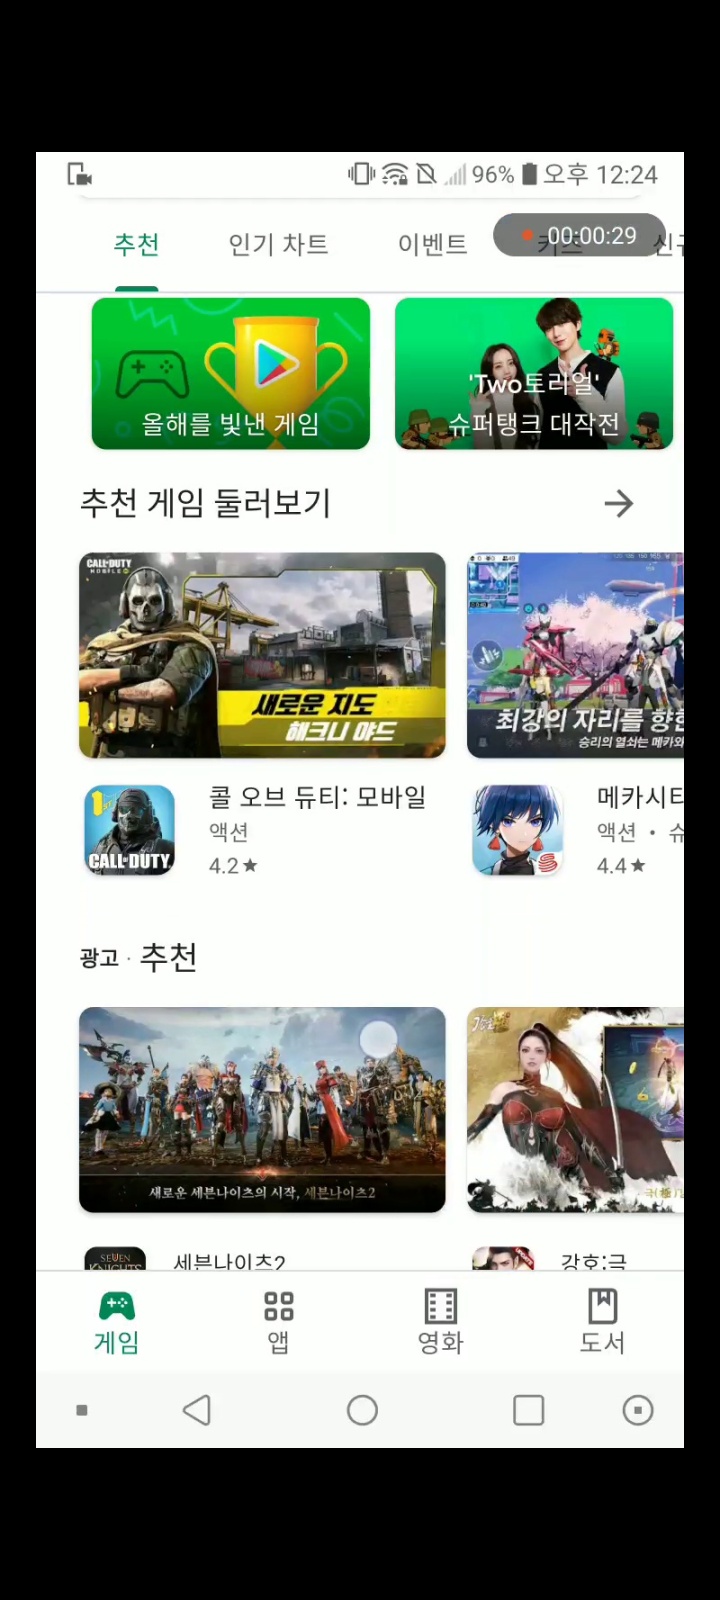 96% 오후 12:24
추천 인기 차트 이벤트 키즈 신규
00:00:29
올해를 빛낸 게임
'Two토리얼'
슈퍼탱크 대작전
추천 게임 둘러보기
CALL OF DUTY
MOBILE
새로운 지도
해크니 야드
최강의 자리를 향한
승리의 열쇠는 메카와
CALL OF DUTY
콜 오브 듀티: 모바일
액션
4.2★
메카시티
액션 • 슈
4.4★
광고 · 추천
새로운 세븐나이츠의 시작, 세븐나이츠2
SEVEN
KNIGHTS
세븐나이츠2
강호:극
게임
앱
영화
도서